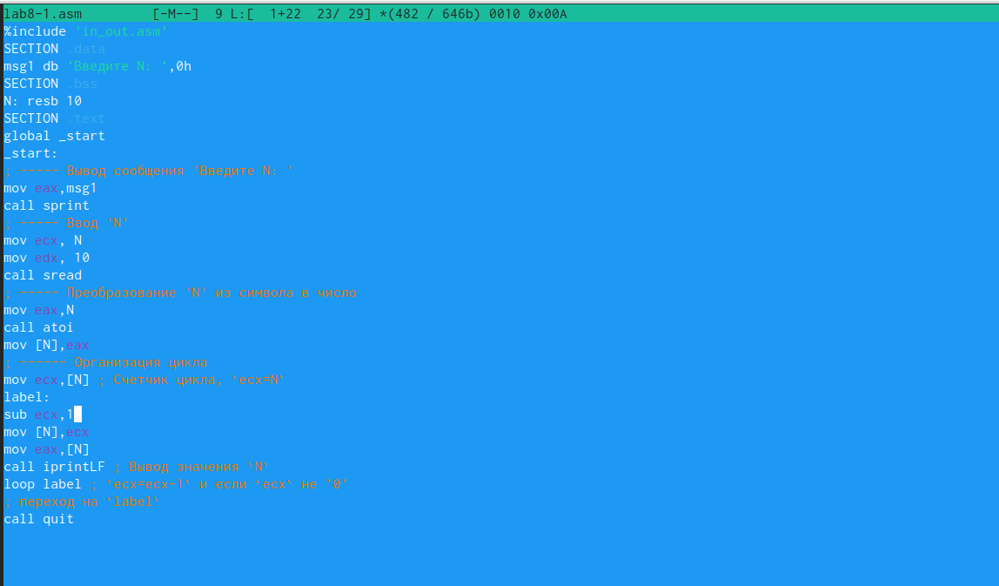 lab8-1.asm [-M--] 9 L:[ 1+22 23/ 29] *(482 / 646b) 0010 0x00A
%include 'in_out.asm'
SECTION .data
msg1 db 'Введите N: ',0h
SECTION .bss
N: resb 10
SECTION .text
global _start
_start:
; ----- Вывод сообщения 'Введите N: '
mov eax,msg1
call sprint
; ----- Ввод 'N'
mov ecx, N
mov edx, 10
call sread
; ----- Преобразование 'N' из символа в число
mov eax,N
call atoi
mov [N],eax
; ------ Организация цикла
mov ecx,[N] ; Счетчик цикла, `ecx=N`
label:
sub ecx,1
mov [N],ecx
mov eax,[N]
call iprintLF ; Вывод значения `N`
loop label ; `ecx=ecx-1` и если `ecx` не '0'
; переход на `label`
call quit